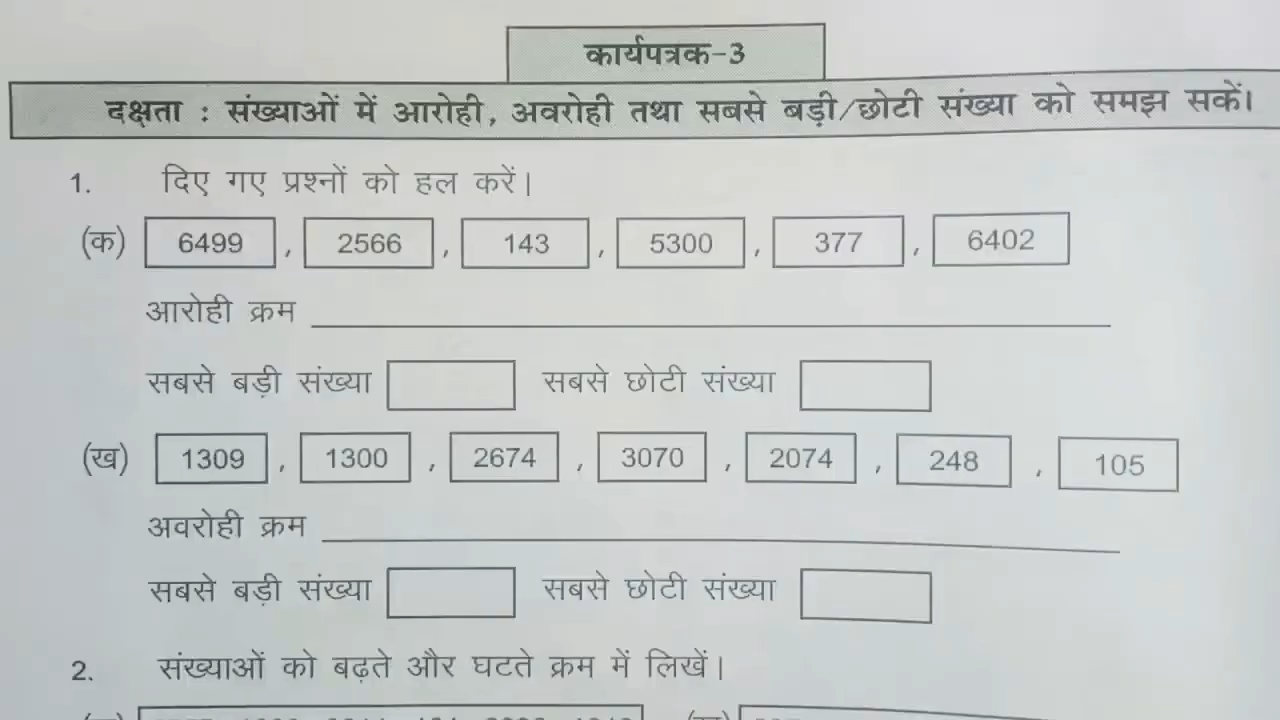 कार्यपत्रक-3
दक्षता : संख्याओं में आरोही, अवरोही तथा सबसे बड़ी/छोटी संख्या को समझ सकें।
1. दिए गए प्रश्नों को हल करें।
(क) 6499 , 2566 , 143 , 5300 , 377 , 6402
आरोही क्रम
सबसे बड़ी संख्या सबसे छोटी संख्या
(ख) 1309 , 1300 , 2674 , 3070 , 2074 , 248 , 105
अवरोही क्रम
सबसे बड़ी संख्या सबसे छोटी संख्या
2. संख्याओं को बढ़ते और घटते क्रम में लिखें।